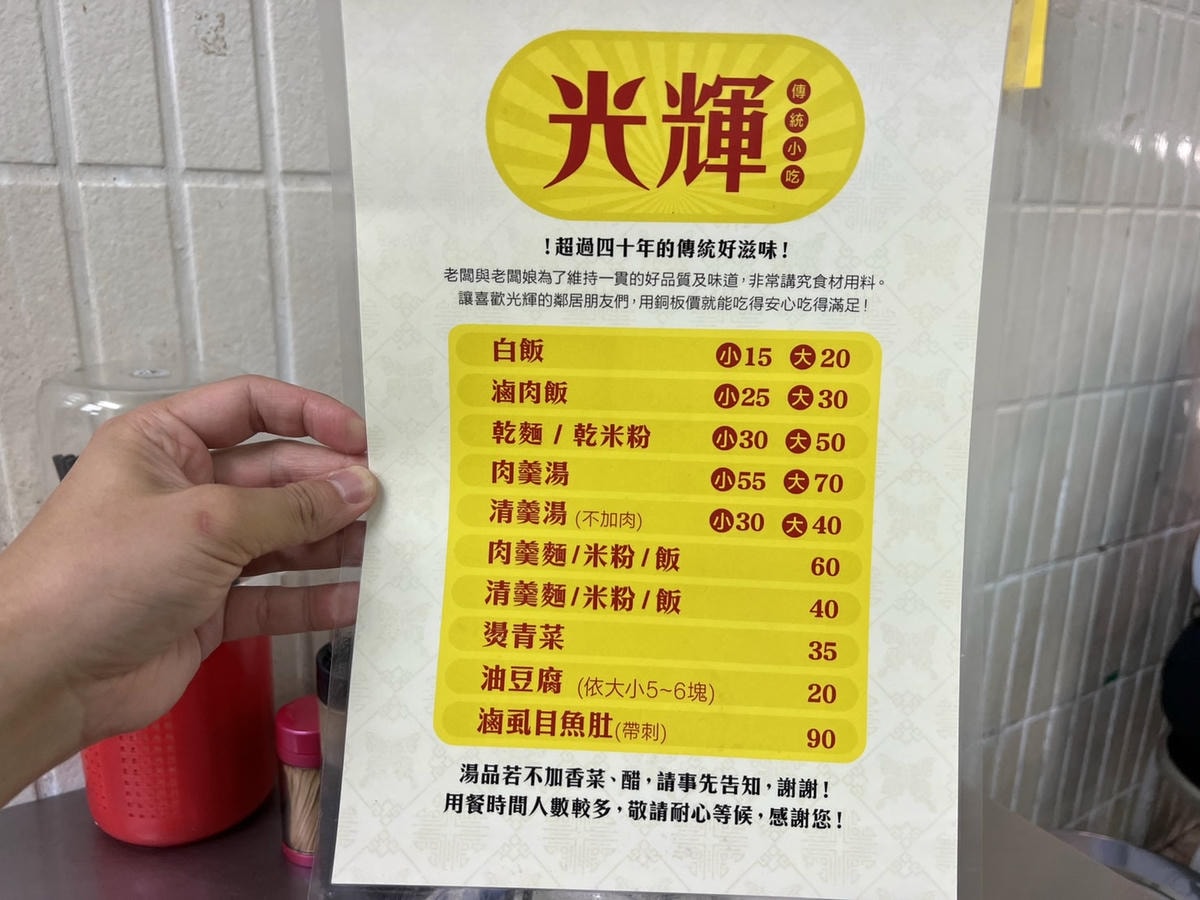 光輝
傳統小吃
！超過四十年的傳統好滋味！
老闆與老闆娘為了維持一貫的好品質及味道，非常講究食材用料。
讓喜歡光輝的鄰居朋友們，用銅板價就能吃得安心吃得滿足！
白飯 小15 大20
滷肉飯 小25 大30
乾麵 / 乾米粉 小30 大50
肉羹湯 小55 大70
清羹湯 (不加肉) 小30 大40
肉羹麵/米粉/飯 60
清羹麵/米粉/飯 40
燙青菜 35
油豆腐 (依大小5~6塊) 20
滷虱目魚肚(帶刺) 90
湯品若不加香菜、醋，請事先告知，謝謝！
用餐時間人數較多，敬請耐心等候，感謝您！